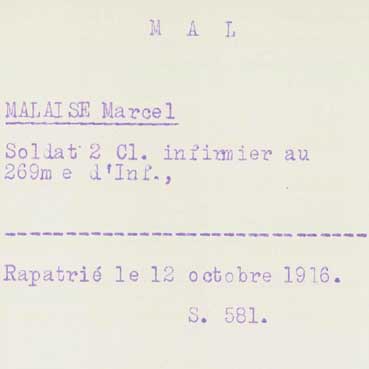 M A L
MALAISE Marcel
Soldat 2 Cl. infirmier au
269me d'Inf.,
Rapatrié le 12 octobre 1916.
S. 581.